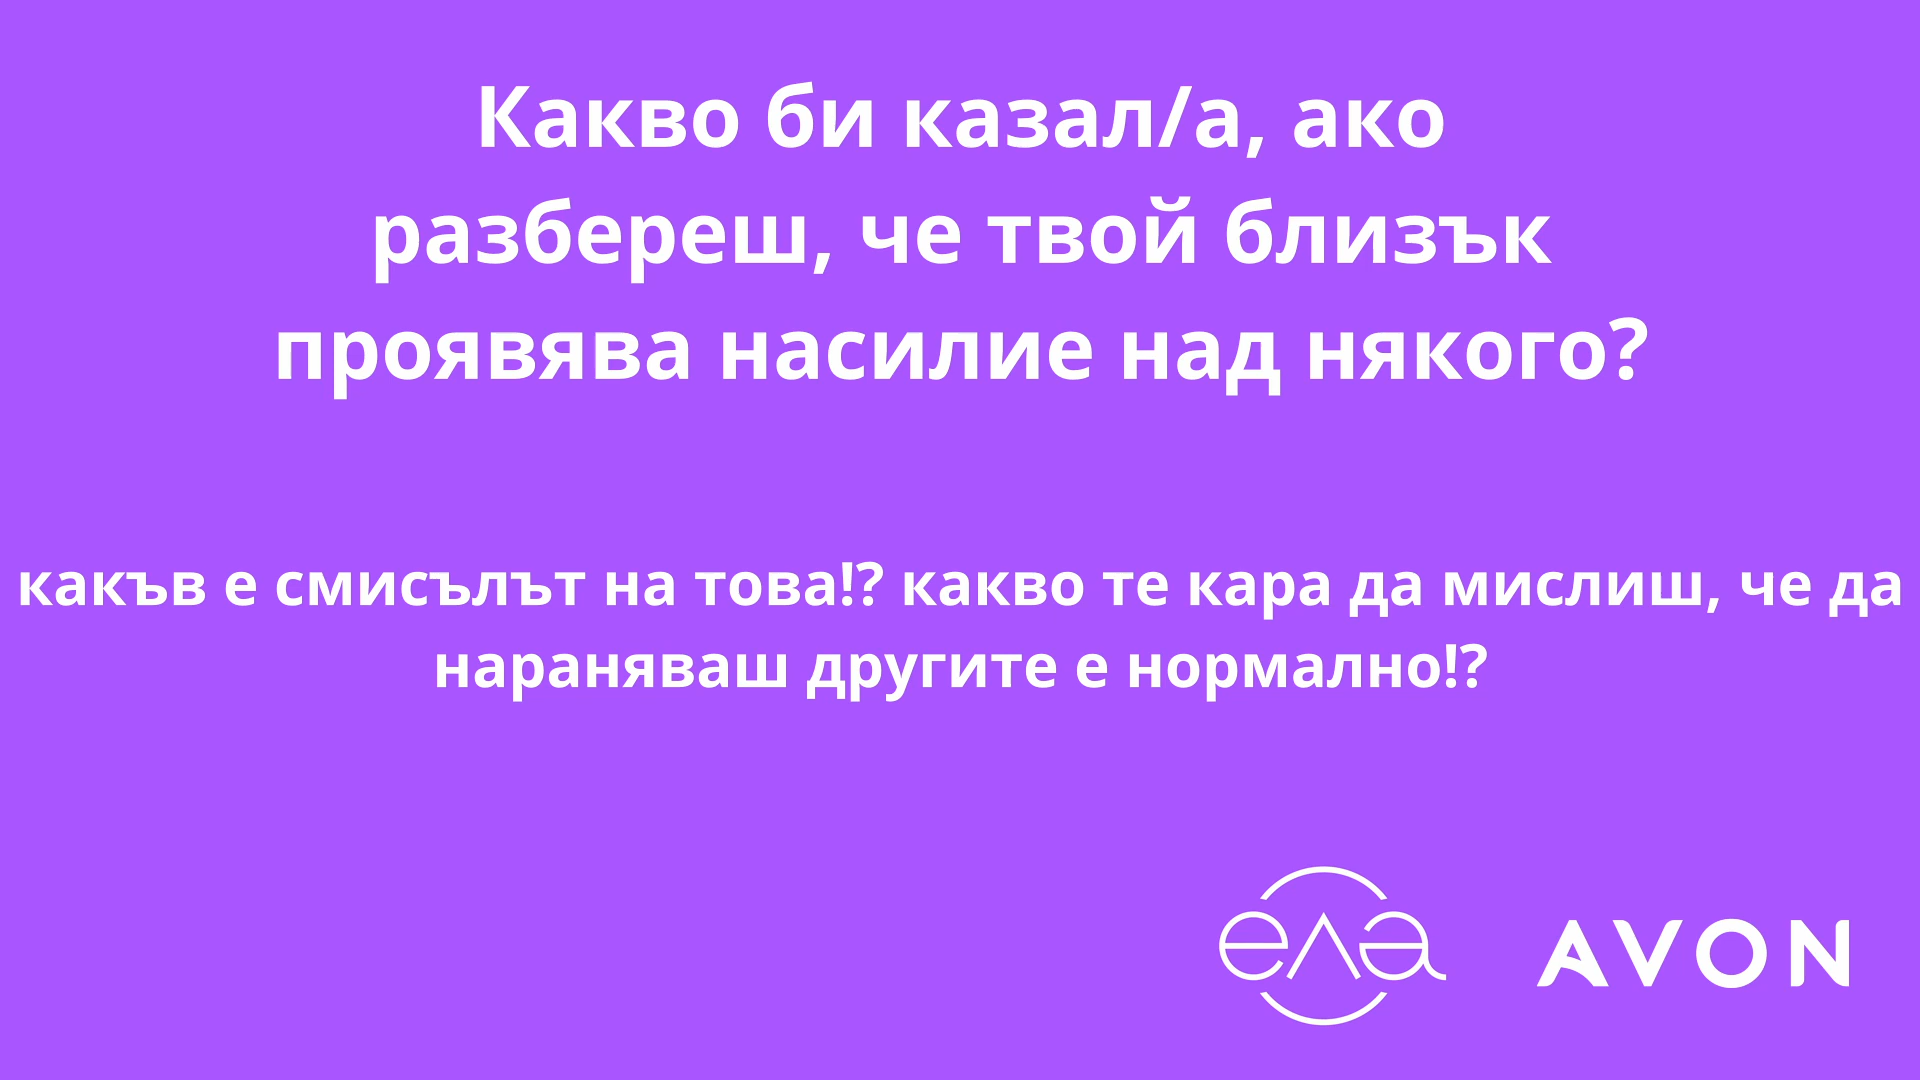 Какво би казал/а, ако
разбереш, че твой близък
проявява насилие над някого?
какъв е смисълът на това!? какво те кара да мислиш, че да
нараняваш другите е нормално!?
ела AVON